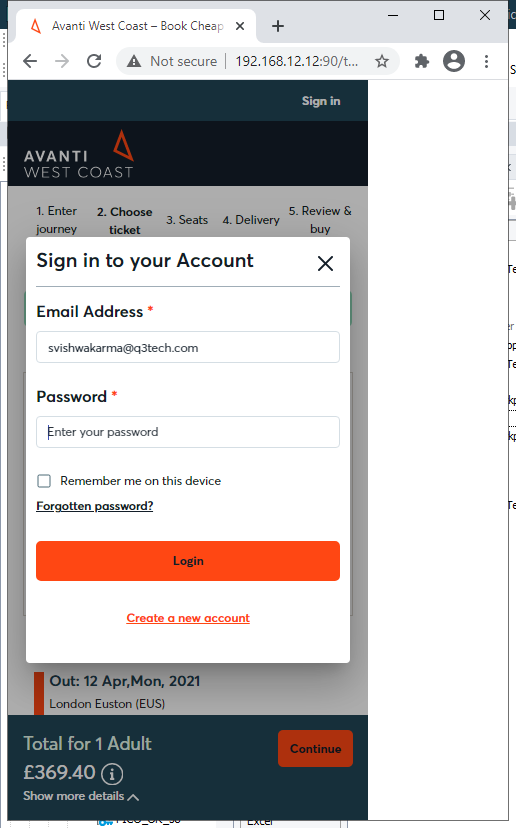 Avanti West Coast – Book Cheap
Not secure | 192.168.12.12:90/t...
Sign in
AVANTI
WEST COAST
1. Enter journey
2. Choose ticket
3. Seats
4. Delivery
5. Review & buy
Sign in to your Account
Email Address *
svishwakarma@q3tech.com
Password *
Enter your password
Remember me on this device
Forgotten password?
Login
Create a new account
Out: 12 Apr,Mon, 2021
London Euston (EUS)
Total for 1 Adult
£369.40
Continue
Show more details
Excel